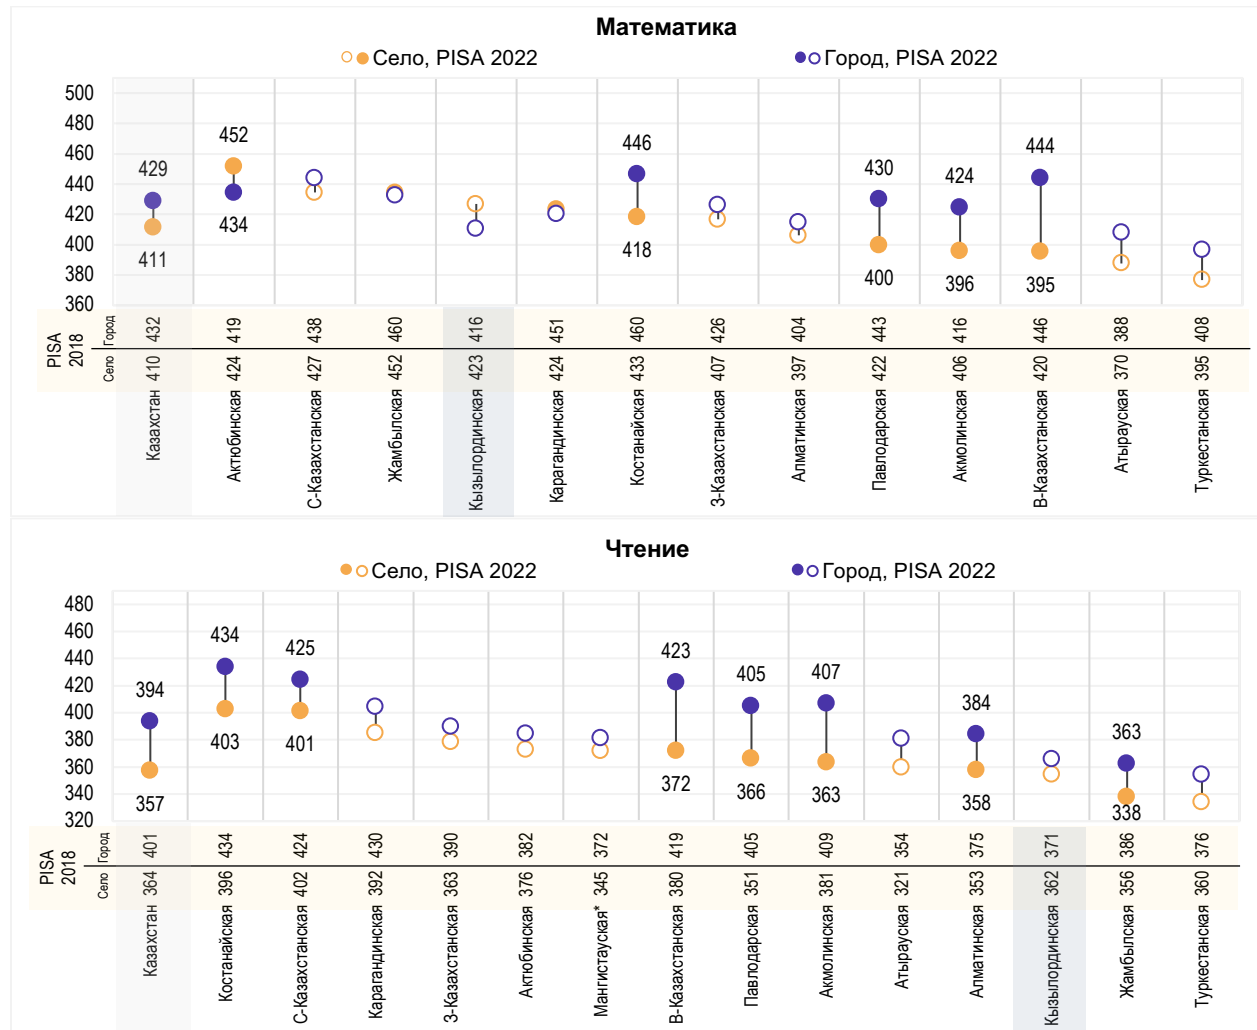 Математика
Село, PISA 2022
Город, PISA 2022
500
480
460
440
420
400
380
360
429
411
452
434
446
418
430
400
424
396
444
395
PISA 2018
Город
432 419 438 460 416 451 460 426 404 443 416 446 388 408
Село
Казахстан 410
Актюбинская 424
С-Казахстанская 427
Жамбылская 452
Кызылординская 423
Карагандинская 424
Костанайская 433
З-Казахстанская 407
Алматинская 397
Павлодарская 422
Акмолинская 406
В-Казахстанская 420
Атырауская 370
Туркестанская 395
Чтение
Село, PISA 2022
Город, PISA 2022
480
460
440
420
400
380
360
340
320
394
357
434
403
425
401
423
372
405
366
407
363
384
358
363
338
PISA 2018
Город
401 434 424 430 390 382 372 419 405 409 354 375 371 386 376
Село
Казахстан 364
Костанайская 396
С-Казахстанская 402
Карагандинская 392
З-Казахстанская 363
Актюбинская 376
Мангистауская* 345
В-Казахстанская 380
Павлодарская 351
Акмолинская 381
Атырауская 321
Алматинская 353
Кызылординская 362
Жамбылская 356
Туркестанская 360